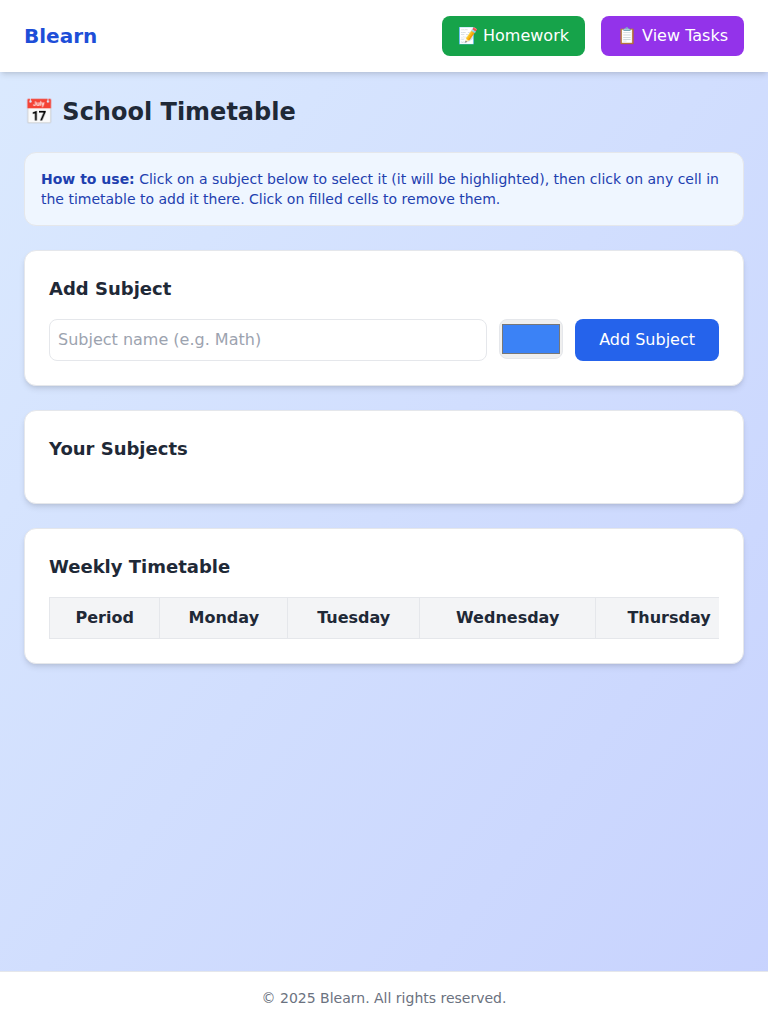 Blearn
📝 Homework
📋 View Tasks
📅 School Timetable
How to use: Click on a subject below to select it (it will be highlighted), then click on any cell in
the timetable to add it there. Click on filled cells to remove them.
Add Subject
Subject name (e.g. Math)
Add Subject
Your Subjects
Weekly Timetable
Period Monday Tuesday Wednesday Thursday
© 2025 Blearn. All rights reserved.